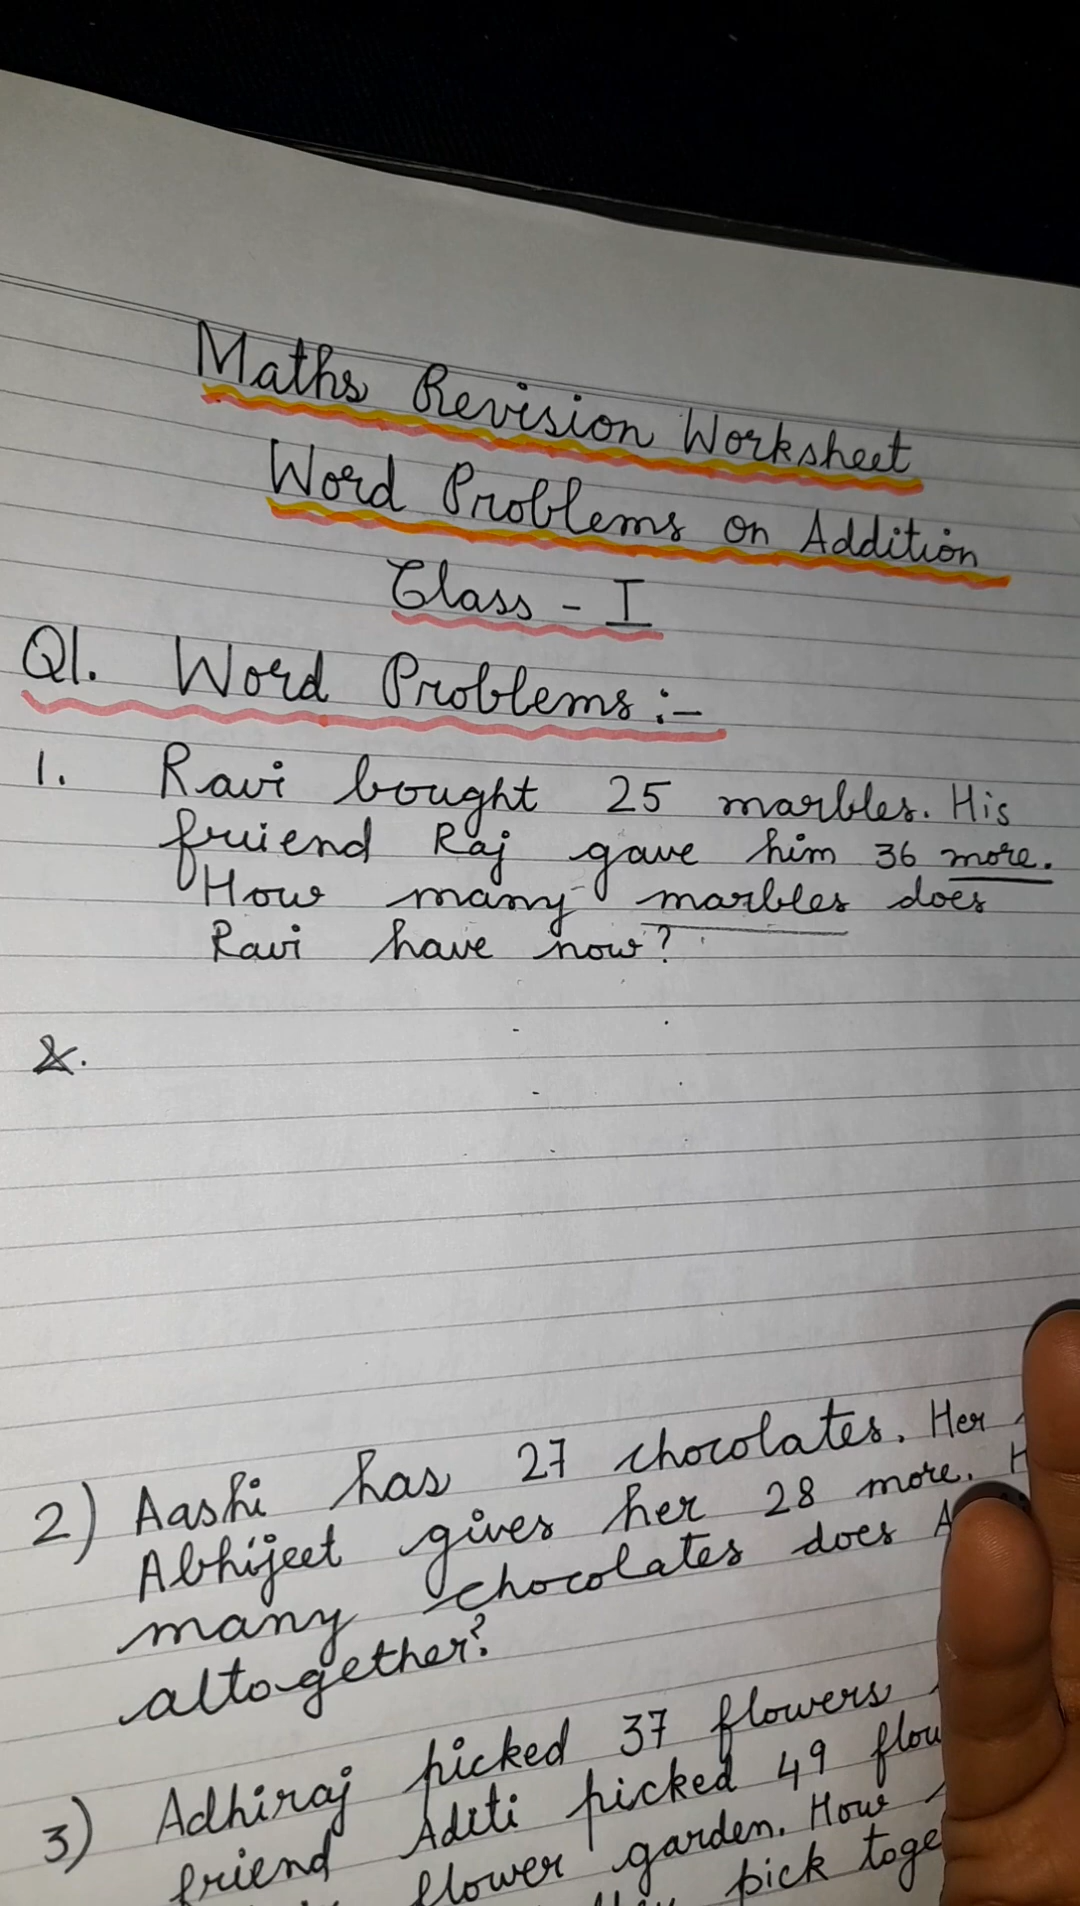 Maths Revision Worksheet
Word Problems on Addition
Class - I
Q1. Word Problems :-
1. Ravi bought 25 marbles. His
friend Raj gave him 36 more.
How many marbles does
Ravi have now?
2) Aashi has 27 chocolates. Her
Abhijeet gives her 28 more.
many chocolates does
altogether?
3) Adhiraj picked 37 flowers
friend Aditi picked 49
flower garden. How
pick